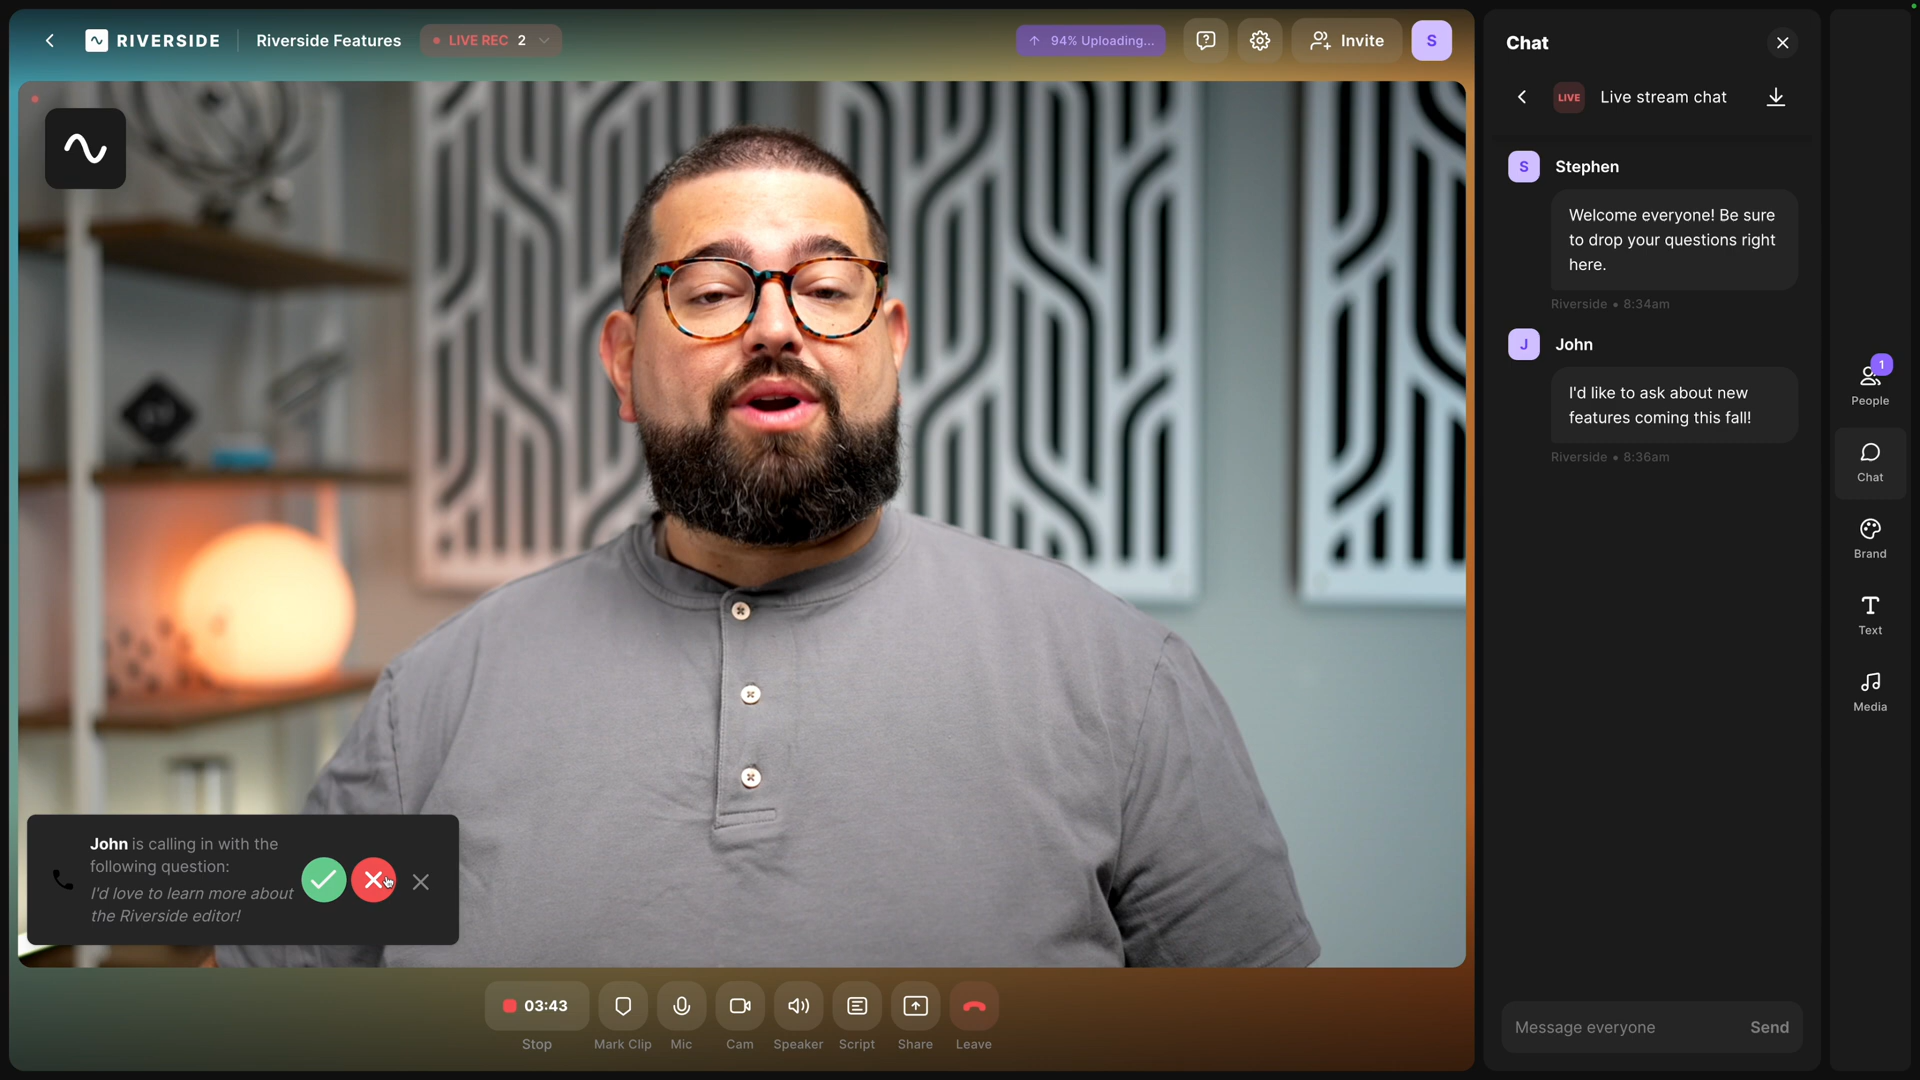 RIVERSIDE
Riverside Features
LIVE REC 2
94% Uploading...
Invite
S
Chat
LIVE
Live stream chat
S
Stephen
Welcome everyone! Be sure
to drop your questions right
here.
Riverside • 8:34am
J
John
I'd like to ask about new
features coming this fall!
Riverside • 8:36am
1
People
Chat
Brand
Text
Media
John is calling in with the
following question:
I'd love to learn more about
the Riverside editor!
03:43
Stop
Mark Clip
Mic
Cam
Speaker
Script
Share
Leave
Message everyone
Send